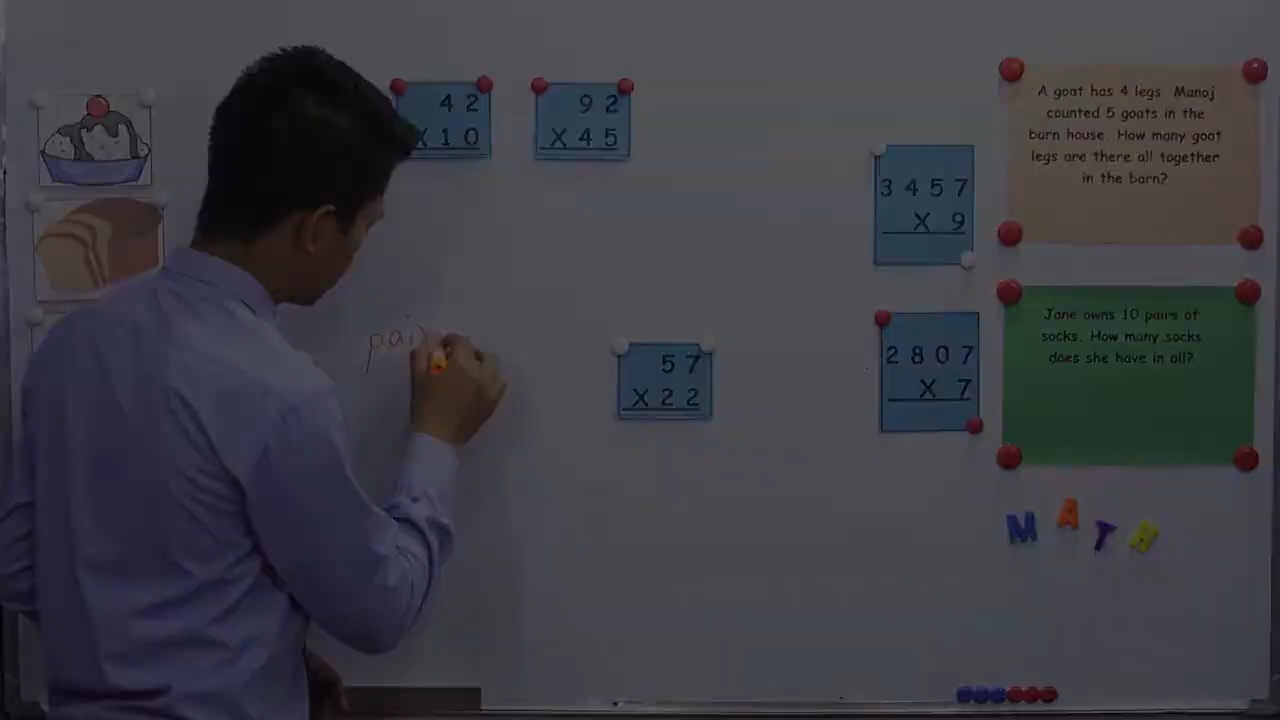 4 2
X 1 0
9 2
X 4 5
3 4 5 7
X 9
A goat has 4 legs Manoj
counted 5 goats in the
barn house. How many goat
legs are there all together
in the barn?
pai
5 7
X 2 2
2 8 0 7
X 7
Jane owns 10 pairs of
socks. How many socks
does she have in all?
M A T H